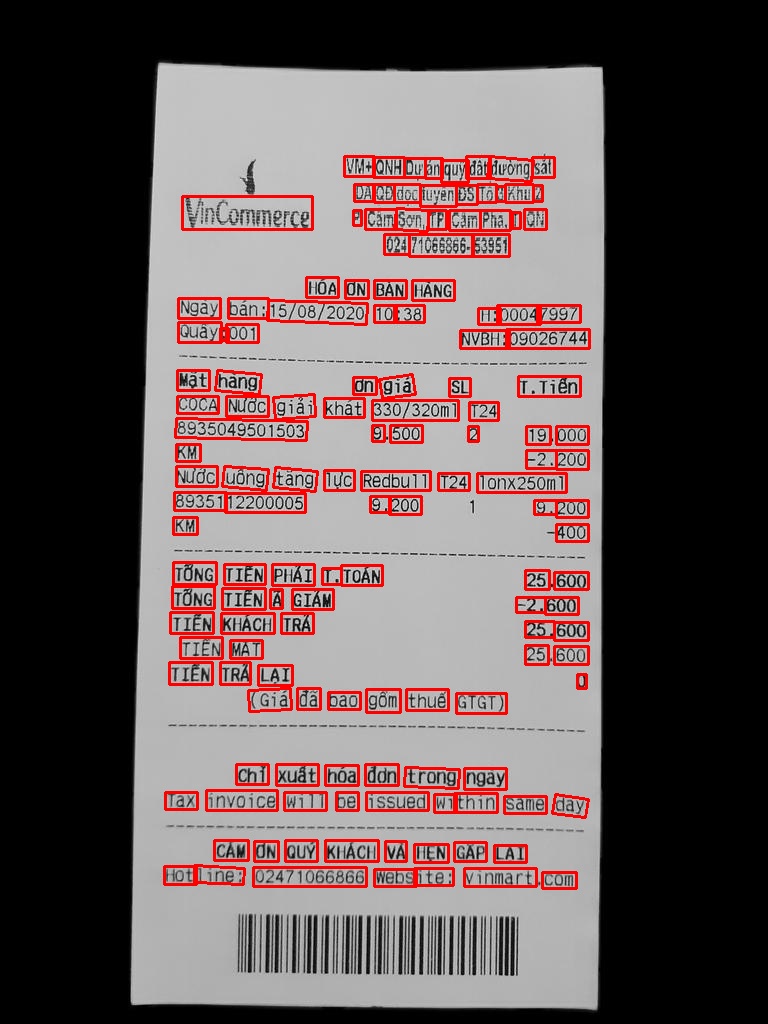 VinCommerce
VM+ QNH Dự án quỹ đất đường sắt
DA QĐ dọc tuyến ĐS Tổ 3 Khu 2
P Cẩm Sơn, TP Cẩm Phả, T QN
024 71066866-53951
HÓA ĐƠN BÁN HÀNG
Ngày bán:15/08/2020 10:38 HĐ:00047997
Quầy:001 NVBH:09026744
Mặt hàng Đơn giá SL T.Tiền
COCA Nước giải khát 330/320ml T24
8935049501503 9.500 2 19.000
KM -2.200
Nước uống tăng lực Redbull T24 lonx250ml
8935112200005 9.200 1 9.200
KM -400
TỔNG TIỀN PHẢI T.TOÁN 25.600
TỔNG TIỀN ĐÃ GIẢM -2.600
TIỀN KHÁCH TRẢ 25.600
TIỀN MẶT 25.600
TIỀN TRẢ LẠI 0
(Giá đã bao gồm thuế GTGT)
Chỉ xuất hóa đơn trong ngày
Tax invoice will be issued within same day
CẢM ƠN QUÝ KHÁCH VÀ HẸN GẶP LẠI
Hotline: 02471066866 Website: vinmart.com